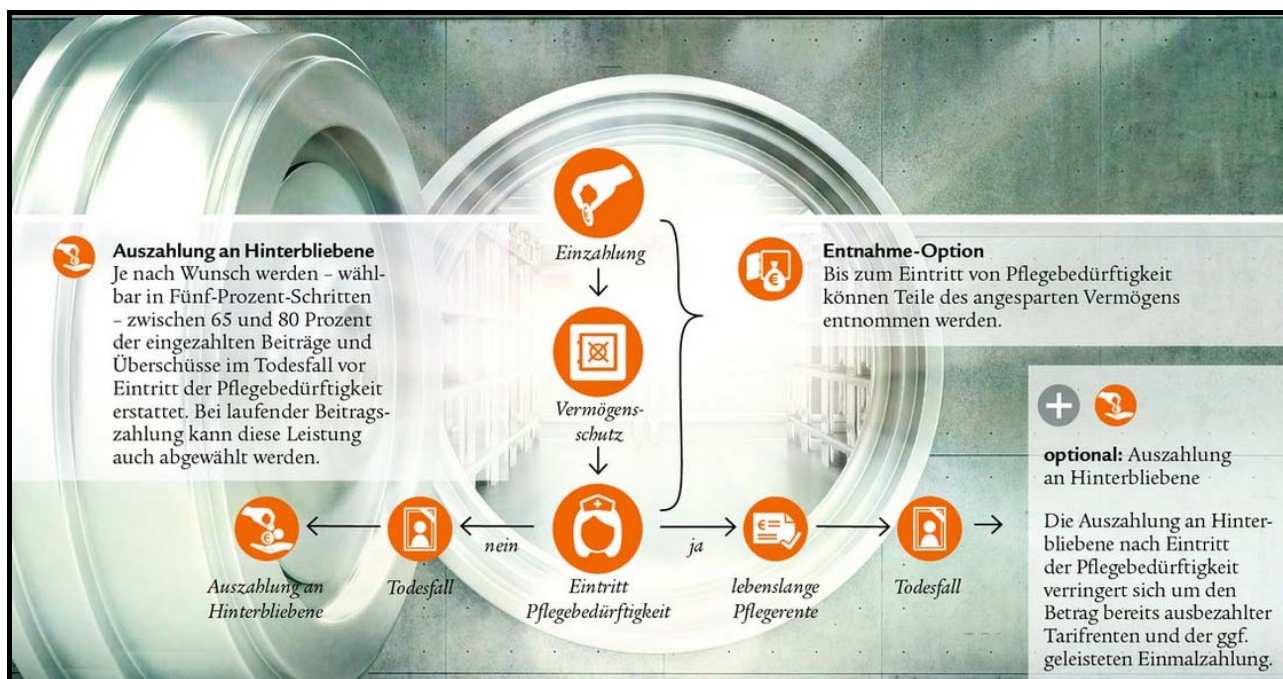 Einzahlung
Auszahlung an Hinterbliebene
Je nach Wunsch werden – wähl-
bar in Fünf-Prozent-Schritten
– zwischen 65 und 80 Prozent
der eingezahlten Beiträge und
Überschüsse im Todesfall vor
Eintritt der Pflegebedürftigkeit
erstattet. Bei laufender Beitrags-
zahlung kann diese Leistung
auch abgewählt werden.
Entnahme-Option
Bis zum Eintritt von Pflegebedürftigkeit
können Teile des angesparten Vermögens
entnommen werden.
Vermögens-
schutz
nein
ja
Auszahlung an
Hinterbliebene
Todesfall
Eintritt
Pflegebedürftigkeit
lebenslange
Pflegerente
Todesfall
optional: Auszahlung
an Hinterbliebene
Die Auszahlung an Hinter-
bliebene nach Eintritt
der Pflegebedürftigkeit
verringert sich um den
Betrag bereits ausbezahlter
Tarifrenten und der ggf.
geleisteten Einmalzahlung.